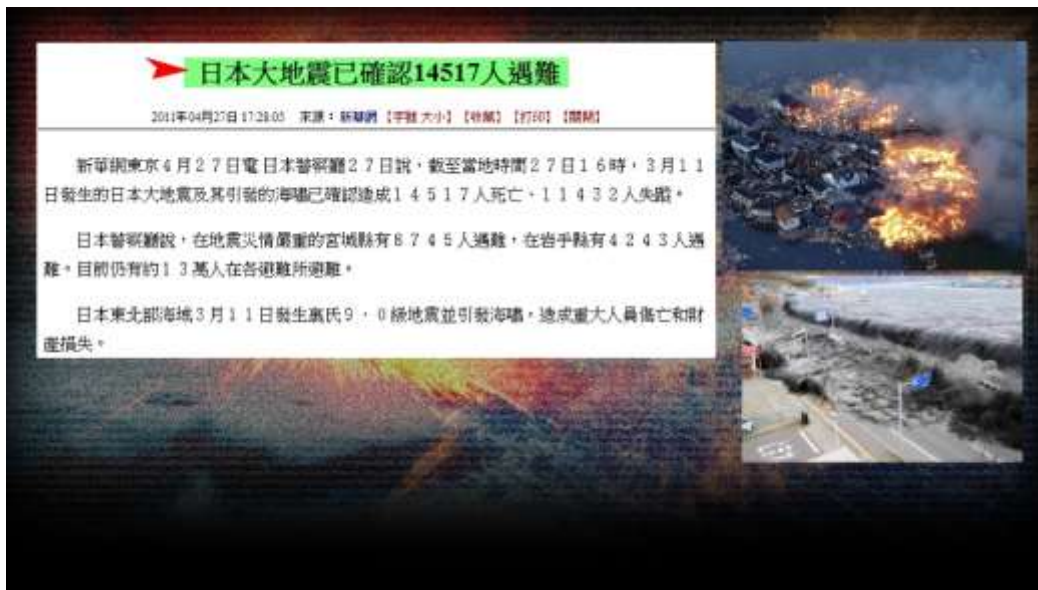 日本大地震已確認14517人遇難
2011年04月27日 17:28:05 來源：新華網【字號 大小】【收藏】【打印】【關閉】
新華網東京４月２７日電 日本警察廳２７日說，截至當地時間２７日１６時，３月１１
日發生的日本大地震及其引發的海嘯已確認造成１４５１７人死亡、１１４３２人失蹤。
日本警察廳說，在地震災情嚴重的宮城縣有８７４５人遇難，在岩手縣有４２４３人遇
難。目前仍有約１３萬人在各避難所避難。
日本東北部海域３月１１日發生裏氏９．０級地震並引發海嘯，造成重大人員傷亡和財
產損失。